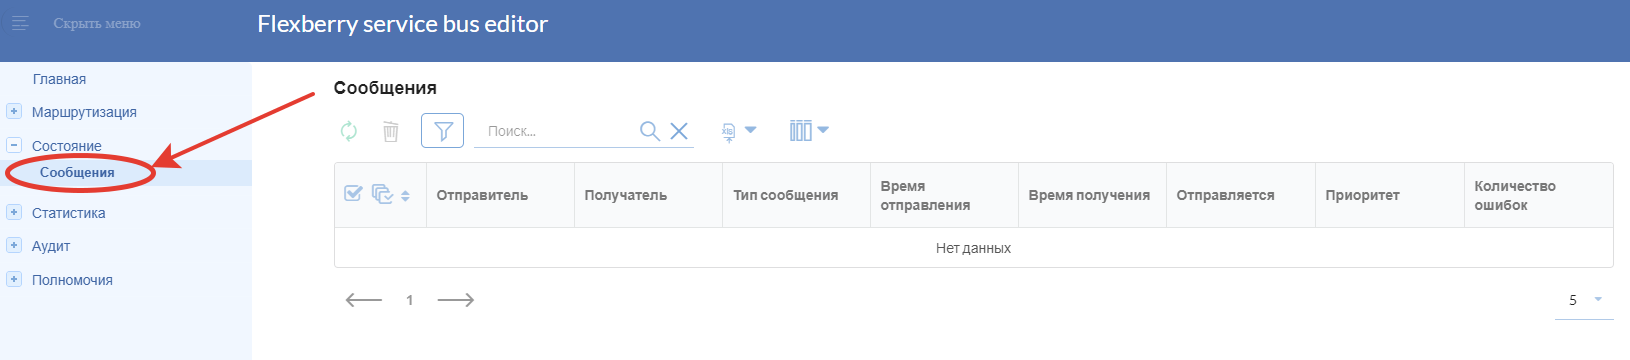 Скрыть меню
Flexberry service bus editor
Главная
Маршрутизация
Состояние
Сообщения
Статистика
Аудит
Полномочия
Сообщения
Поиск...
XLS
Отправитель
Получатель
Тип сообщения
Время
отправления
Время получения
Отправляется
Приоритет
Количество
ошибок
Нет данных
1
5